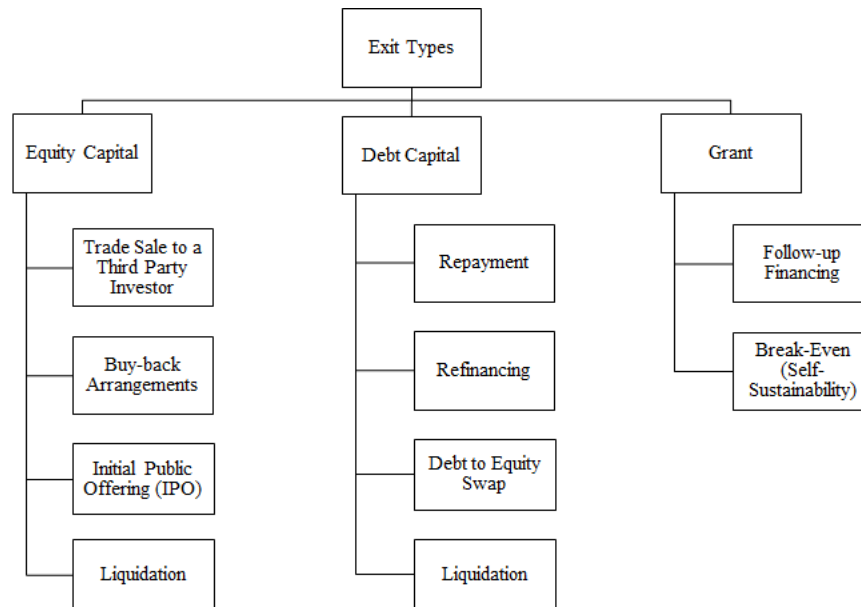 Exit Types
Equity Capital
Debt Capital
Grant
Trade Sale to a
Third Party
Investor
Buy-back
Arrangements
Initial Public
Offering (IPO)
Liquidation
Repayment
Refinancing
Debt to Equity
Swap
Liquidation
Follow-up
Financing
Break-Even
(Self-
Sustainability)